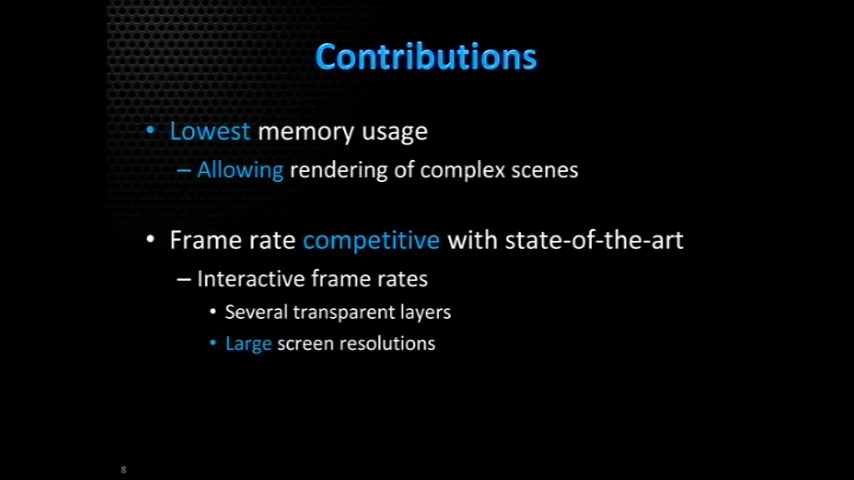 Contributions
• Lowest memory usage
– Allowing rendering of complex scenes
• Frame rate competitive with state-of-the-art
– Interactive frame rates
• Several transparent layers
• Large screen resolutions
8